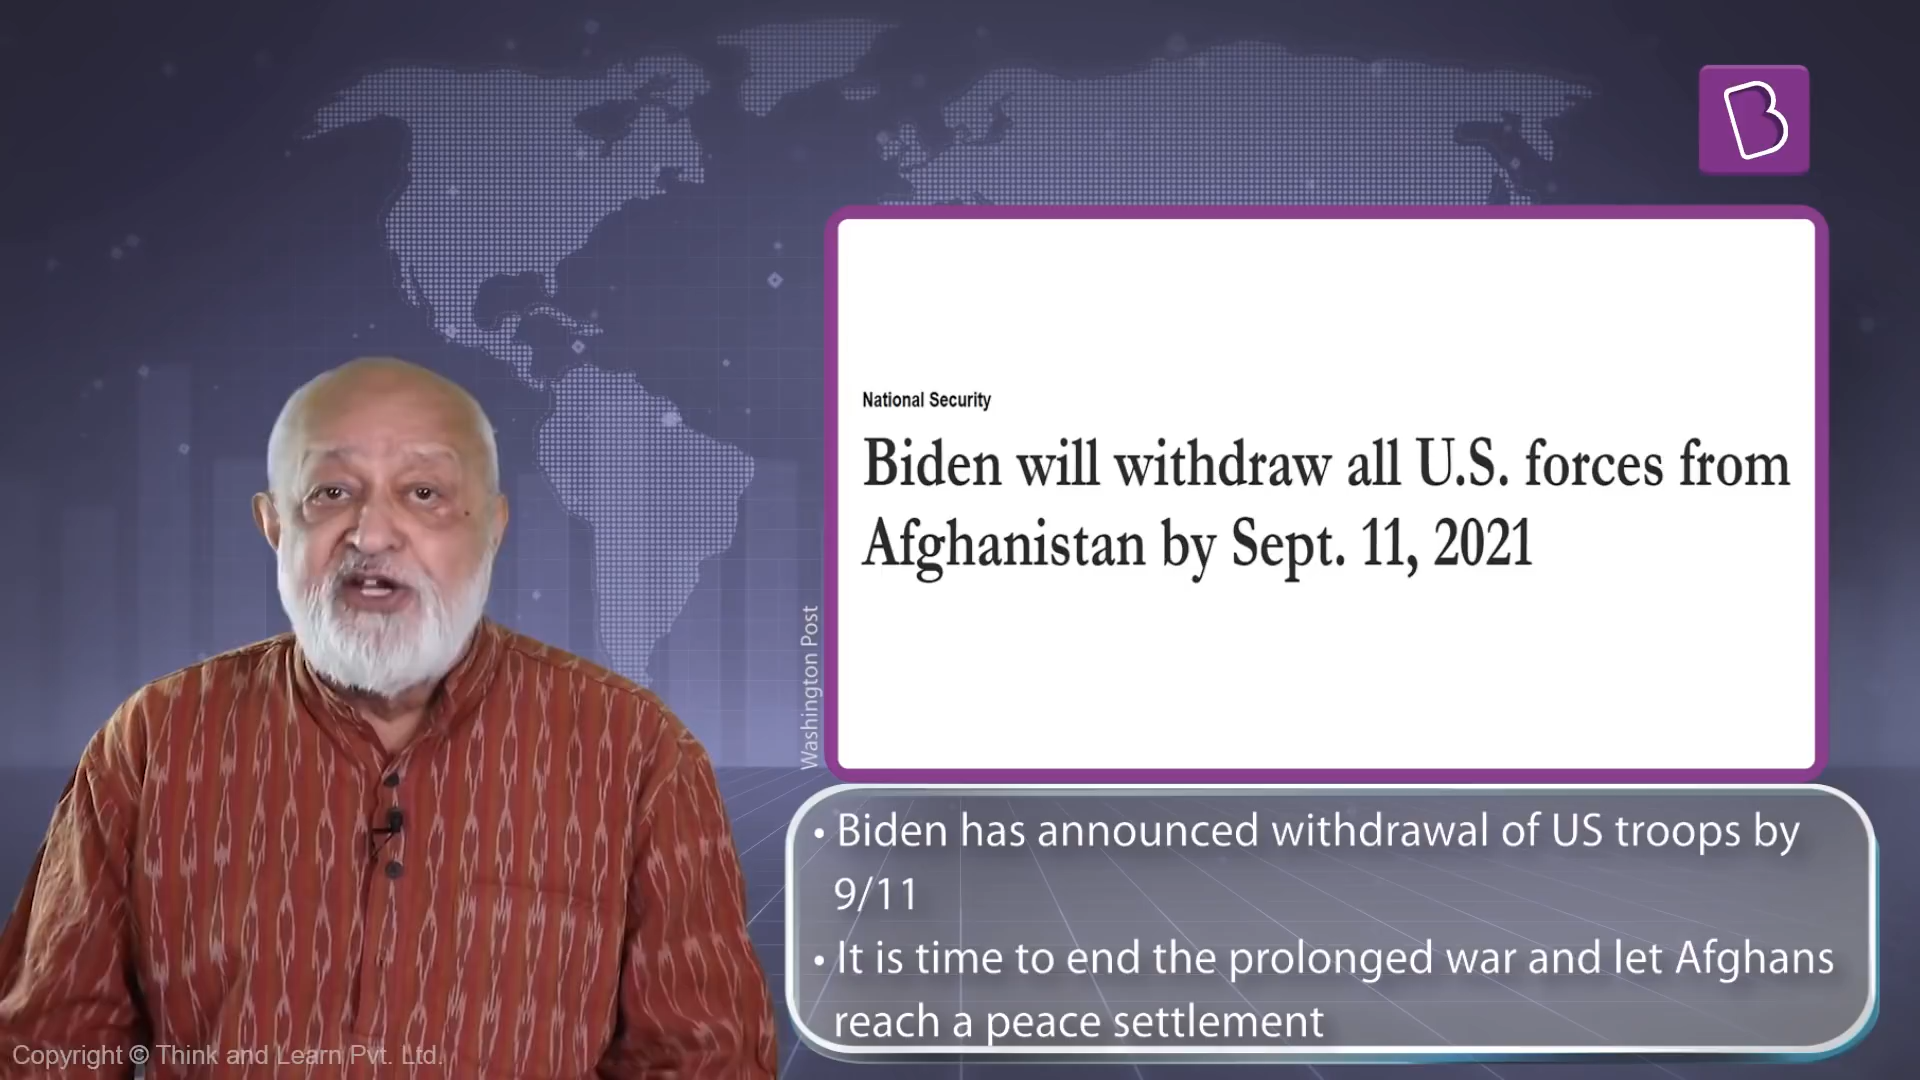 National Security
Biden will withdraw all U.S. forces from
Afghanistan by Sept. 11, 2021
Washington Post
• Biden has announced withdrawal of US troops by
9/11
• It is time to end the prolonged war and let Afghans
reach a peace settlement
Copyright © Think and Learn Pvt. Ltd.